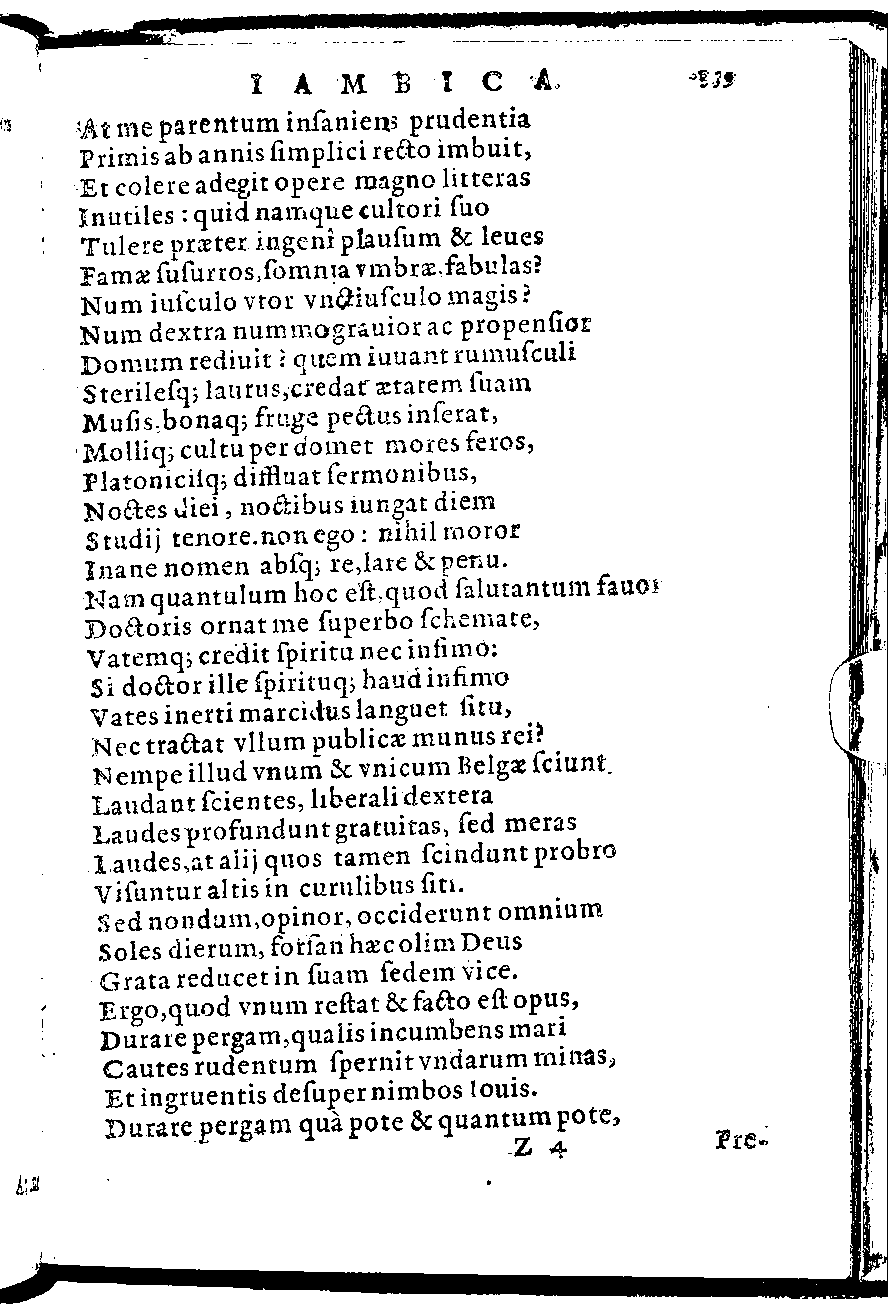 I A M B I C A.
At me parentum inſaniens prudentia
Primis ab annis ſimplici recto imbuit,
Et colere adegit opere magno litteras
Inutiles : quid namque cultori ſuo
Tulere præter ingenî plauſum & leues
Famæ ſuſurros, ſomnia vmbræ, fabulas?
Num iuſculo vtor vnctiuſculo magis?
Num dextra nummo grauior ac propenſior
Domum rediuit ? quem iuuant rumuſculi
Sterileſq; laurus, credat ætatem ſuam
Muſis, bonaq; fruge pectus inſerat,
Molliq; cultu perdomet mores feros,
Platoniciſq; diffluat ſermonibus,
Noctes diei, noctibus iungat diem
Studij tenore. non ego : nihil moror
Inane nomen abſq; re, lare & penu.
Nam quantulum hoc eſt, quod ſalutantum fauor
Doctoris ornat me ſuperbo ſchemate,
Vatemq; credit ſpiritu nec infimo:
Si doctor ille ſpirituq; haud infimo
Vates inerti marcidus languet ſitu,
Nec tractat vllum publicæ munus rei?
Nempe illud vnum & vnicum Belgæ ſciunt.
Laudant ſcientes, liberali dextera
Laudes profundunt gratuitas, ſed meras
Laudes, at alij quos tamen ſcindunt probro
Viſuntur altis in curulibus ſiti.
Sed nondum, opinor, occiderunt omnium
Soles dierum, forſan hæc olim Deus
Grata reducet in ſuam ſedem vice.
Ergo, quod vnum reſtat & facto eſt opus,
Durare pergam, qualis incumbens mari
Cautes rudentum ſpernit vndarum minas,
Et ingruentis deſuper nimbos Iouis.
Durare pergam quà pote & quantum pote,
Z 4 Pre-